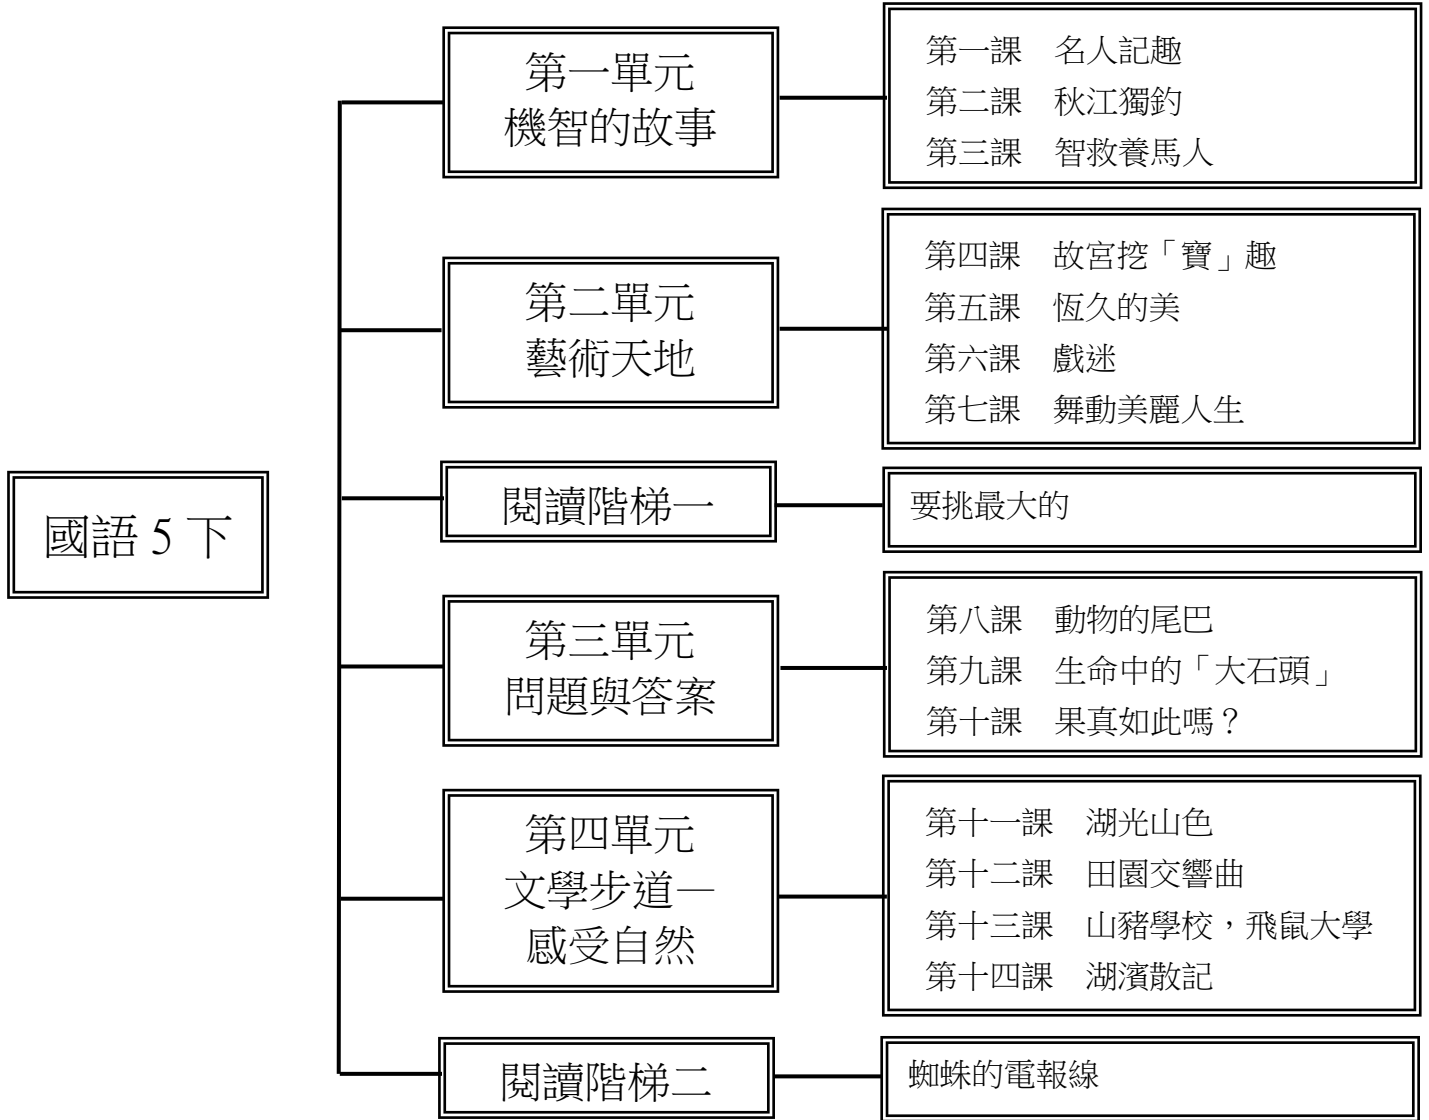 國語 5 下
第一單元
機智的故事
第一課　名人記趣
第二課　秋江獨釣
第三課　智救養馬人
第二單元
藝術天地
第四課　故宮挖「寶」趣
第五課　恆久的美
第六課　戲迷
第七課　舞動美麗人生
閱讀階梯一
要挑最大的
第三單元
問題與答案
第八課　動物的尾巴
第九課　生命中的「大石頭」
第十課　果真如此嗎？
第四單元
文學步道—
感受自然
第十一課　湖光山色
第十二課　田園交響曲
第十三課　山豬學校，飛鼠大學
第十四課　湖濱散記
閱讀階梯二
蜘蛛的電報線